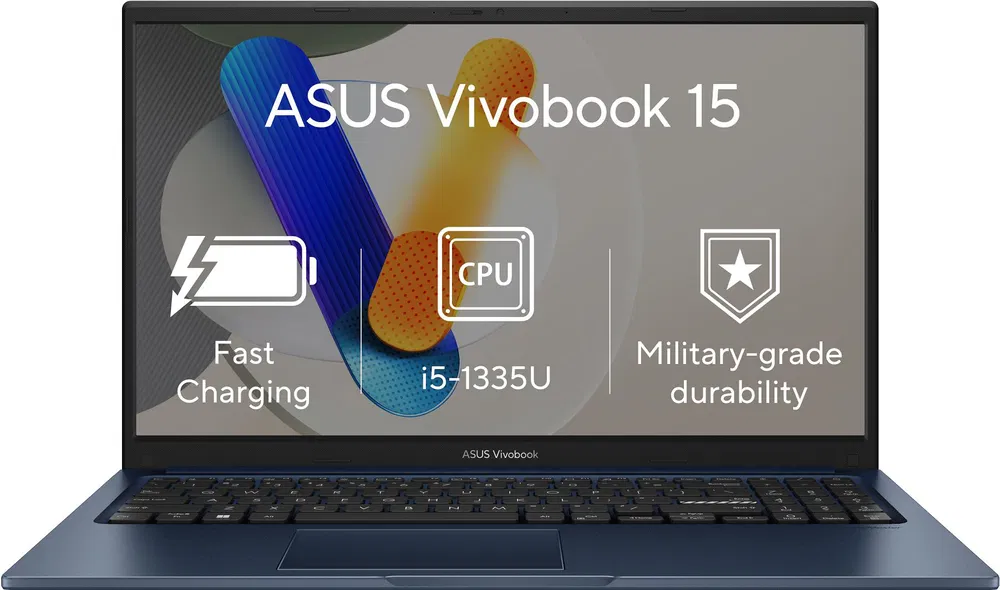 ASUS Vivobook 15
CPU
Fast
Charging
i5-1335U
Military-grade
durability
ASUS Vivobook